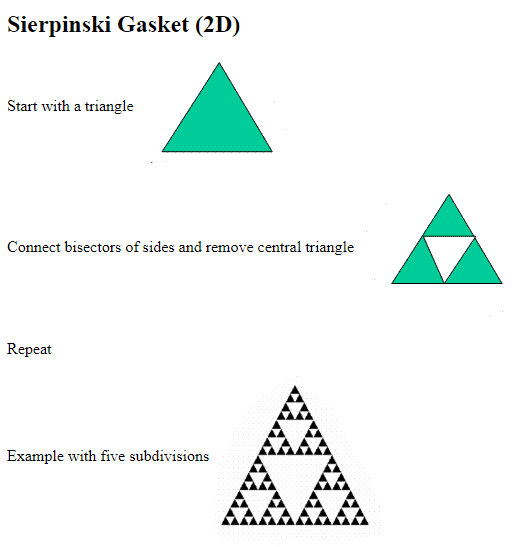 Sierpinski Gasket (2D)
Start with a triangle
Connect bisectors of sides and remove central triangle
Repeat
Example with five subdivisions